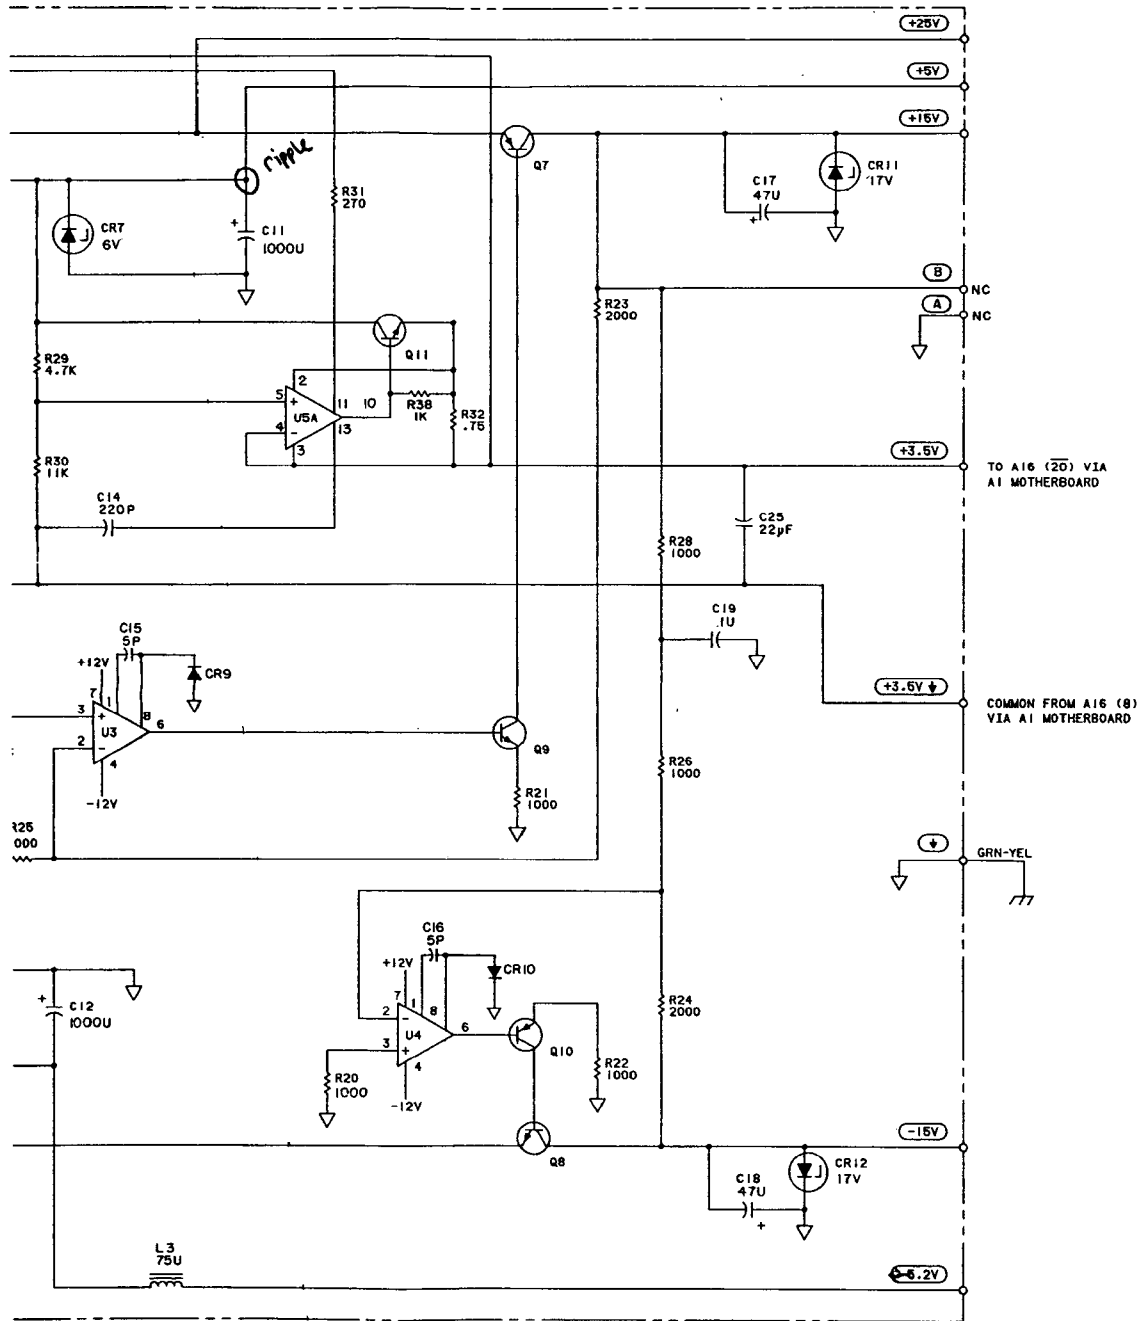 +25V
+5V
+15V
ripple
Q7
CR11
17V
C17
47U
R31
270
CR7
6V
+
C11
1000U
B
NC
A
NC
R23
2000
Q11
R29
4.7K
2
5
+
U5A
11
10
4
-
13
3
R38
1K
R32
.75
+3.5V
TO A16 (20) VIA
A1 MOTHERBOARD
R30
11K
C14
220P
C25
22µF
R28
1000
C19
.1U
C15
5P
+12V
CR9
7
1
8
3
+
U3
6
2
-
4
-12V
Q9
+3.5V
COMMON FROM A16 (8)
VIA A1 MOTHERBOARD
R26
1000
R21
1000
R25
000
GRN-YEL
C16
5P
+12V
CR10
7
1
8
2
-
U4
6
3
+
4
-12V
Q10
R20
1000
R22
1000
R24
2000
+
C12
1000U
Q8
-15V
C18
47U
+
CR12
17V
L3
75U
5.2V